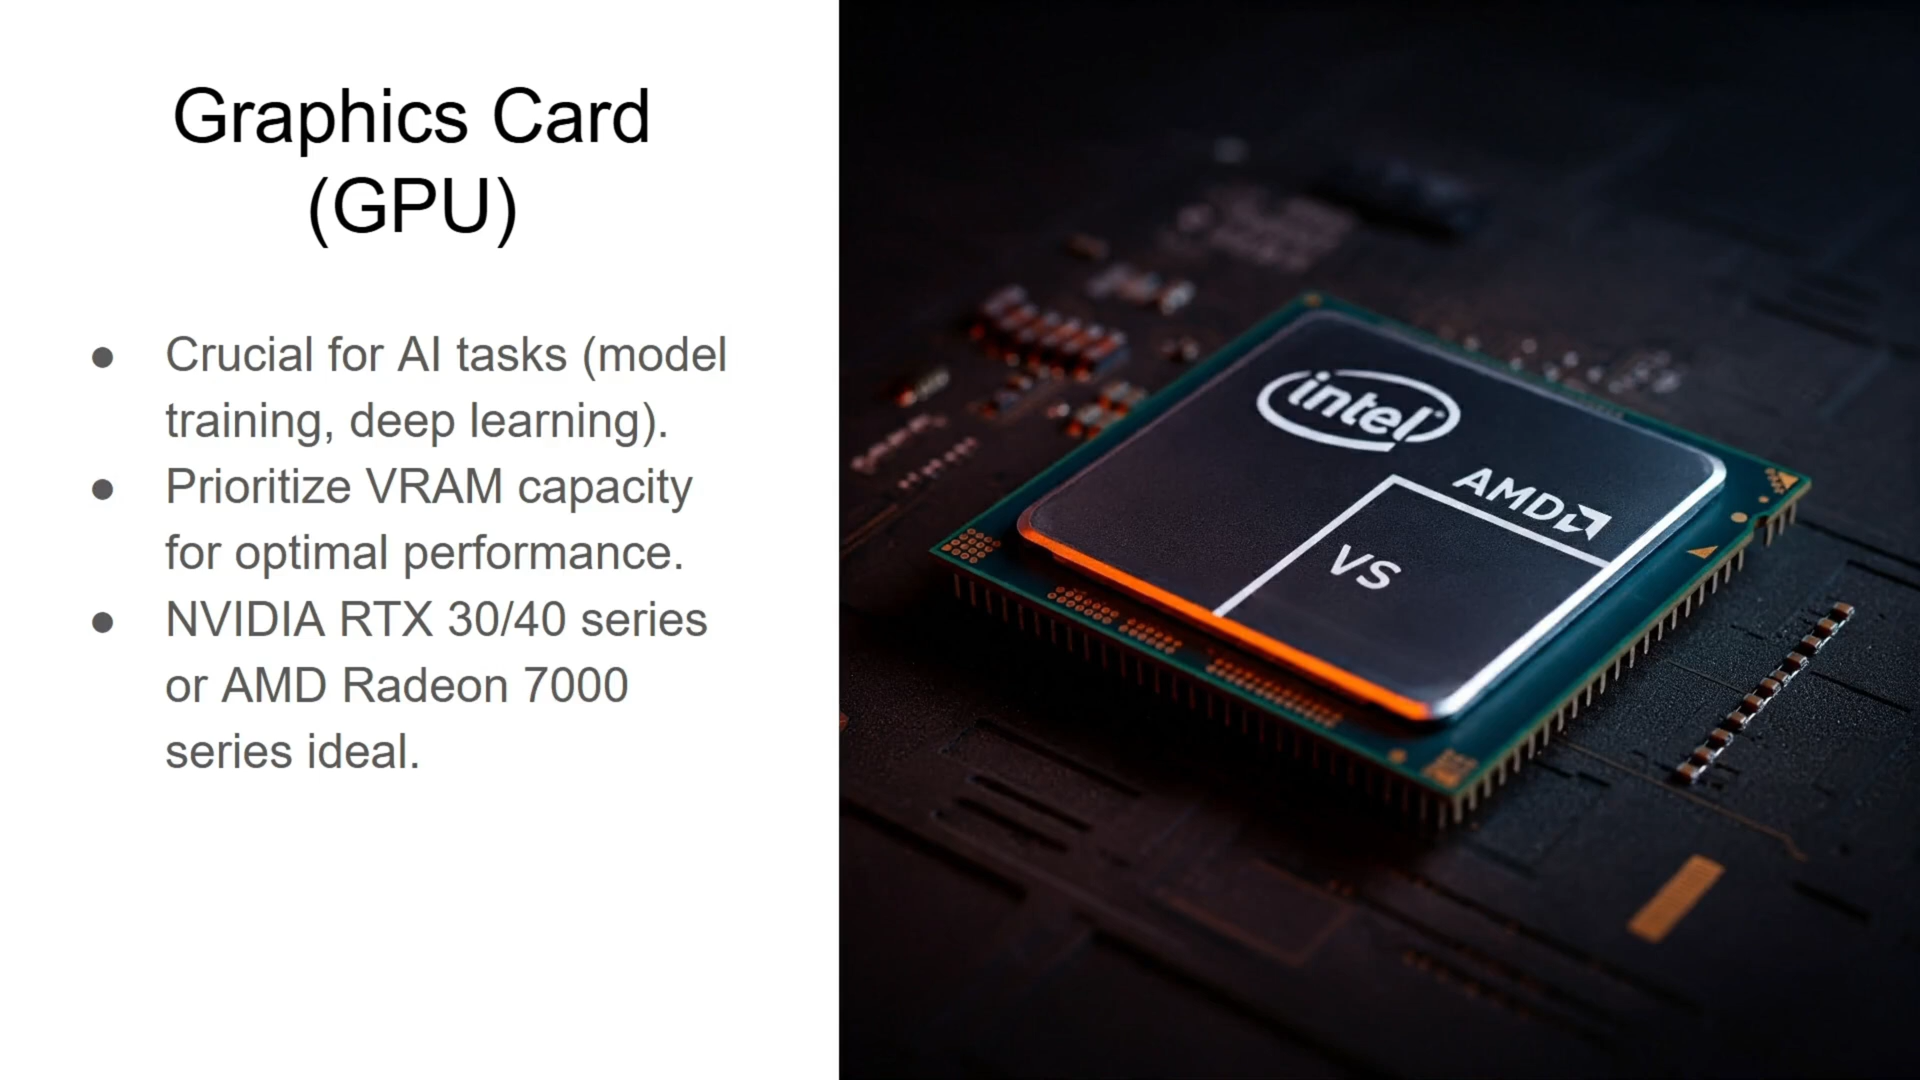 Graphics Card
(GPU)
● Crucial for AI tasks (model
training, deep learning).
● Prioritize VRAM capacity
for optimal performance.
● NVIDIA RTX 30/40 series
or AMD Radeon 7000
series ideal.
intel
AMD
VS